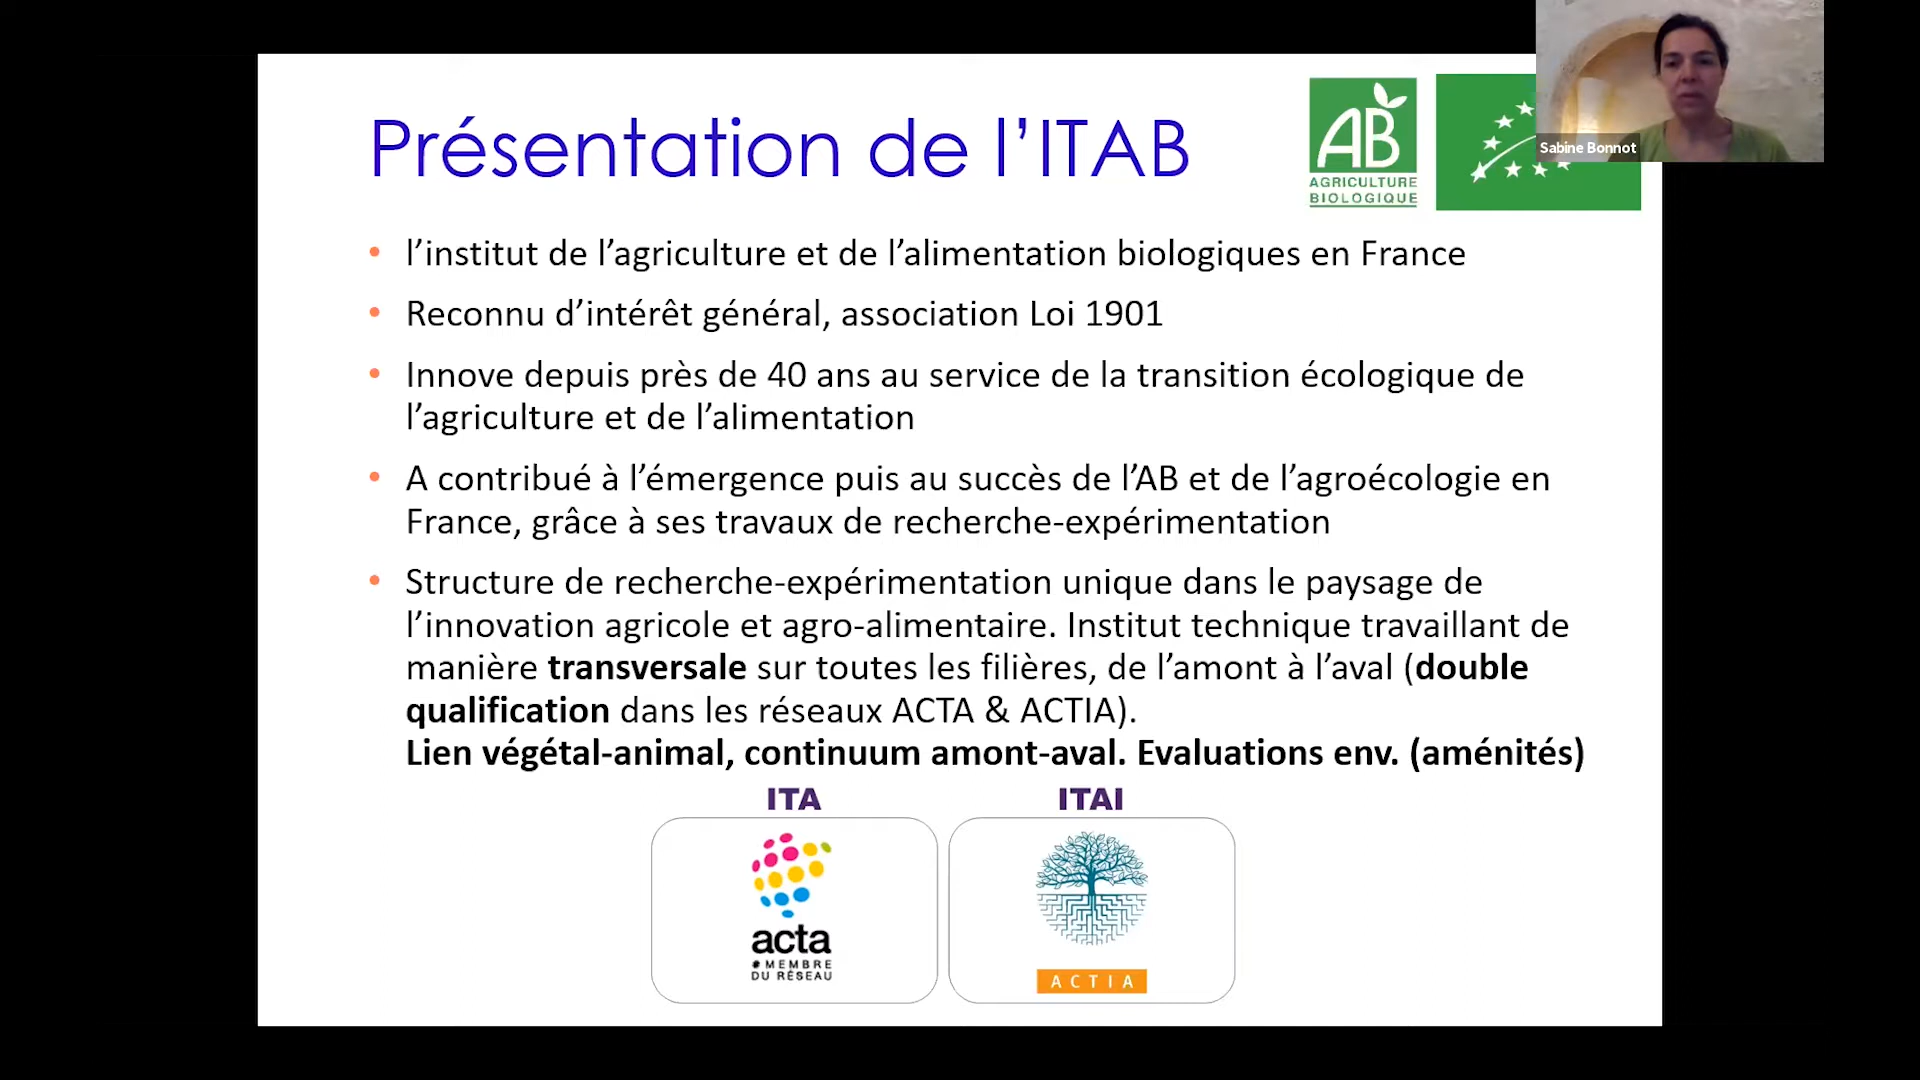 Présentation de l’ITAB
AB
AGRICULTURE
BIOLOGIQUE
Sabine Bonnot
• l’institut de l’agriculture et de l’alimentation biologiques en France
• Reconnu d’intérêt général, association Loi 1901
• Innove depuis près de 40 ans au service de la transition écologique de
l’agriculture et de l’alimentation
• A contribué à l’émergence puis au succès de l’AB et de l’agroécologie en
France, grâce à ses travaux de recherche-expérimentation
• Structure de recherche-expérimentation unique dans le paysage de
l’innovation agricole et agro-alimentaire. Institut technique travaillant de
manière transversale sur toutes les filières, de l’amont à l’aval (double
qualification dans les réseaux ACTA & ACTIA).
Lien végétal-animal, continuum amont-aval. Evaluations env. (aménités)
ITA
ITAI
acta
MEMBRE
DU RÉSEAU
ACTIA